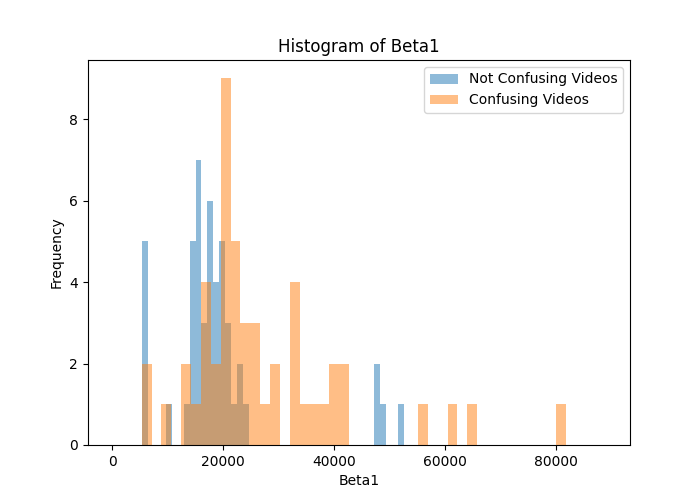 Histogram of Beta1
Not Confusing Videos
Confusing Videos
Frequency
8
6
4
2
0
0 20000 40000 60000 80000
Beta1